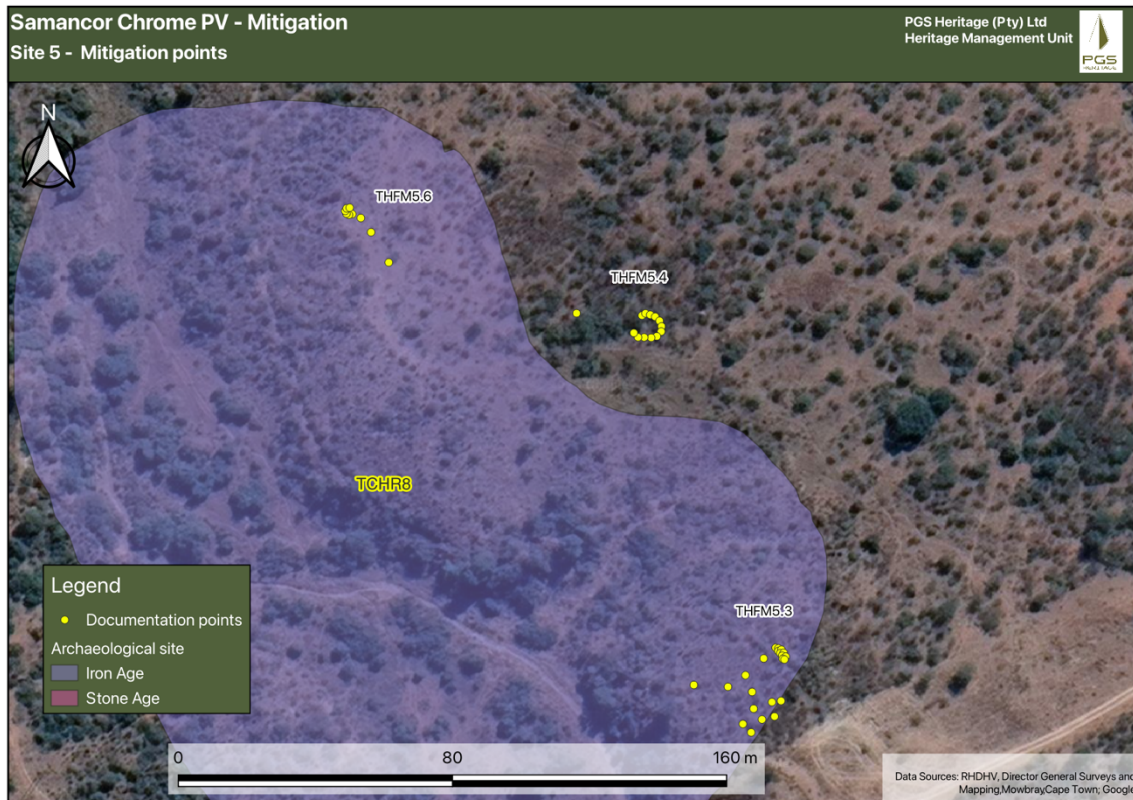 Samancor Chrome PV - Mitigation
Site 5 - Mitigation points
PGS Heritage (Pty) Ltd
Heritage Management Unit
PGS
HERITAGE
N
THFM5.6
THFM5.4
TCHR8
THFM5.3
Legend
Documentation points
Archaeological site
Iron Age
Stone Age
0 80 160 m
Data Sources: RHDHV, Director General Surveys and
Mapping,Mowbray,Cape Town; Google